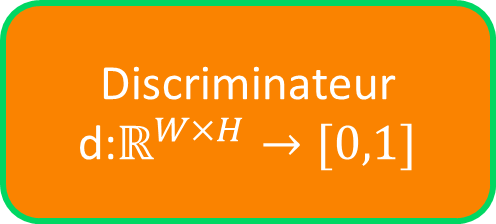 Discriminateur
d:ℝ^{W×H} → [0,1]